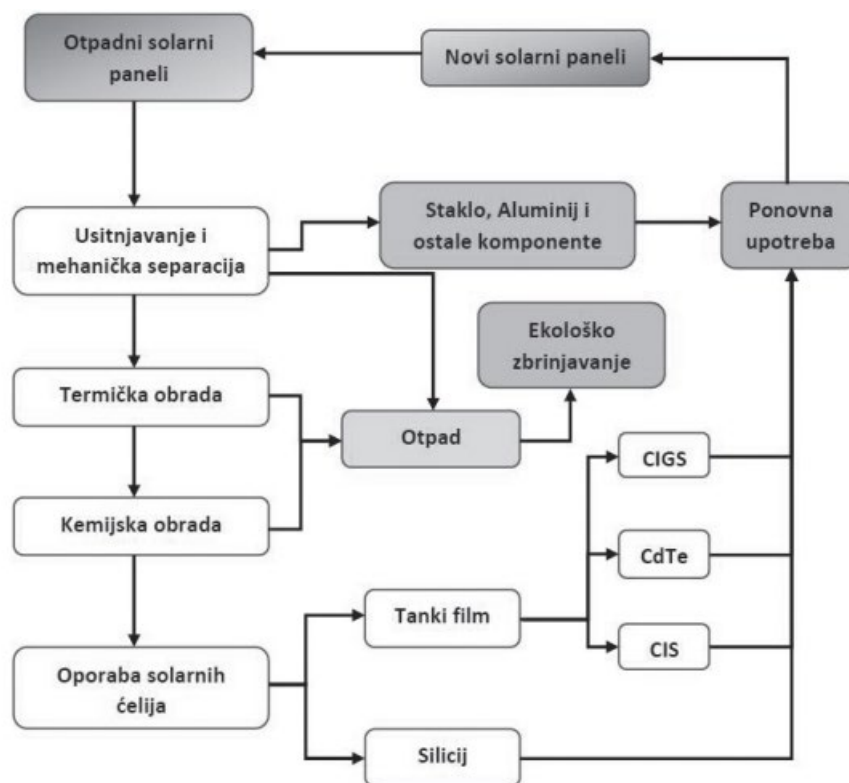 Otpadni solarni
paneli
Novi solarni paneli
Usitnjavanje i
mehanička separacija
Staklo, Aluminij i
ostale komponente
Ponovna
upotreba
Ekološko
zbrinjavanje
Termička obrada
Otpad
CIGS
Kemijska obrada
CdTe
Tanki film
CIS
Oporaba solarnih
ćelija
Silicij